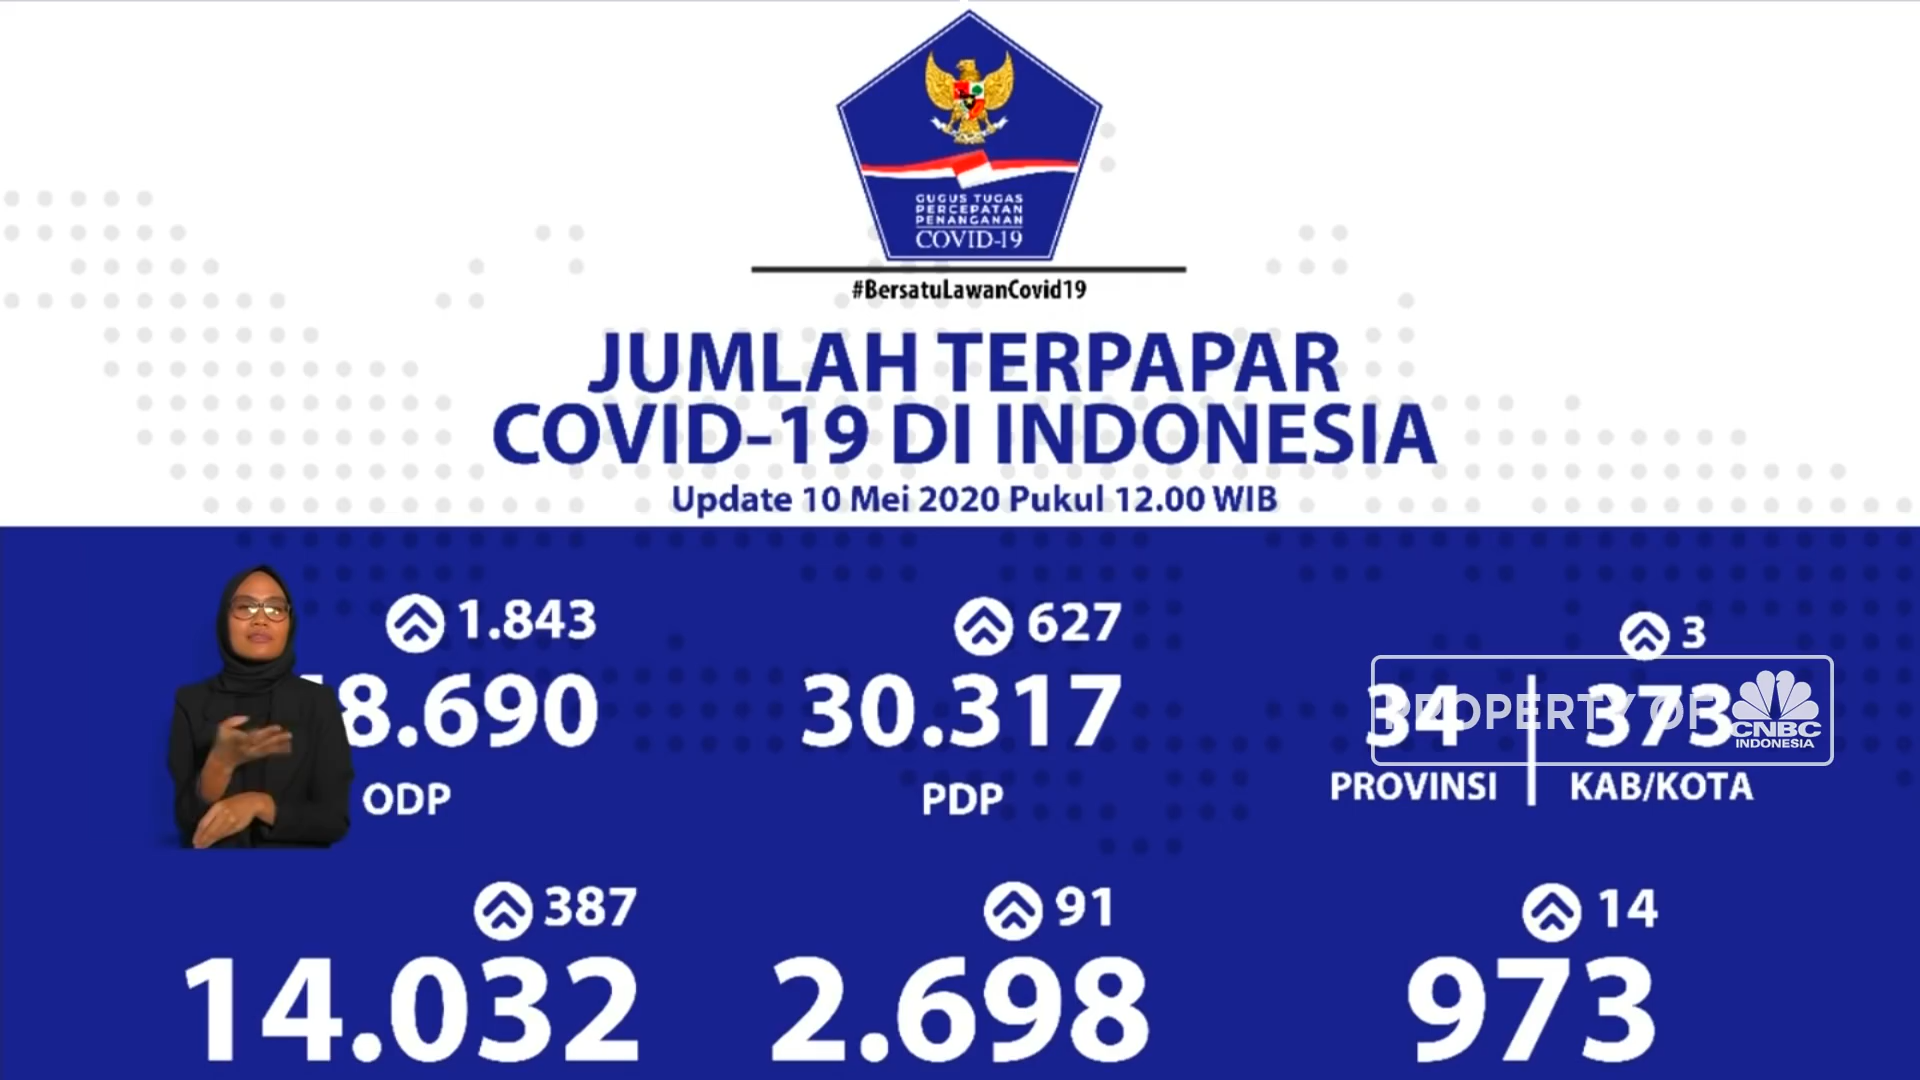 GUGUS TUGAS
PERCEPATAN
PENANGANAN
COVID-19
#BersatuLawanCovid19
JUMLAH TERPAPAR
COVID-19 DI INDONESIA
Update 10 Mei 2020 Pukul 12.00 WIB
1.843
8.690
ODP
627
30.317
PDP
34
PROVINSI
3
373
KAB/KOTA
PROPERTY OF
CNBC
INDONESIA
387
14.032
91
2.698
14
973